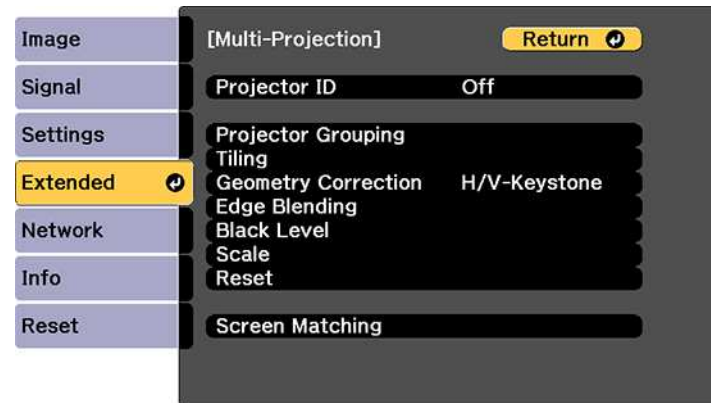 Image
Signal
Settings
Extended
Network
Info
Reset
[Multi-Projection]
Return
Projector ID Off
Projector Grouping
Tiling
Geometry Correction H/V-Keystone
Edge Blending
Black Level
Scale
Reset
Screen Matching